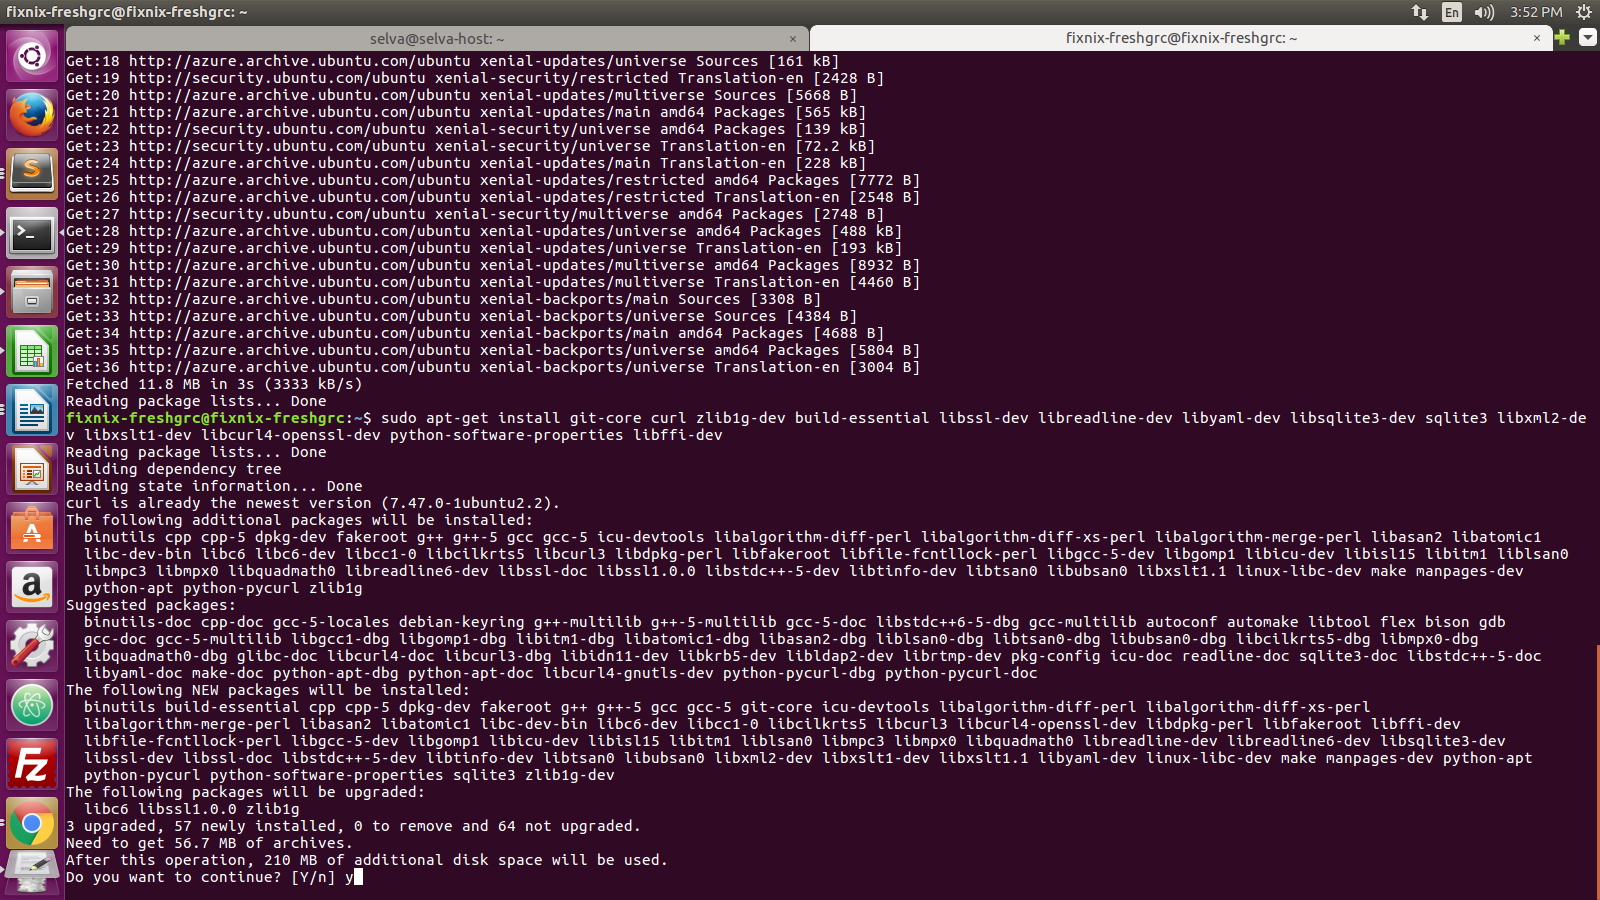 fixnix-freshgrc@fixnix-freshgrc: ~
En
3:52 PM
selva@selva-host: ~
×
fixnix-freshgrc@fixnix-freshgrc: ~
×
Get:18 http://azure.archive.ubuntu.com/ubuntu xenial-updates/universe Sources [161 kB]
Get:19 http://security.ubuntu.com/ubuntu xenial-security/restricted Translation-en [2428 B]
Get:20 http://azure.archive.ubuntu.com/ubuntu xenial-updates/multiverse Sources [5668 B]
Get:21 http://azure.archive.ubuntu.com/ubuntu xenial-updates/main amd64 Packages [565 kB]
Get:22 http://security.ubuntu.com/ubuntu xenial-security/universe amd64 Packages [139 kB]
Get:23 http://security.ubuntu.com/ubuntu xenial-security/universe Translation-en [72.2 kB]
Get:24 http://azure.archive.ubuntu.com/ubuntu xenial-updates/main Translation-en [228 kB]
Get:25 http://azure.archive.ubuntu.com/ubuntu xenial-updates/restricted amd64 Packages [7772 B]
Get:26 http://azure.archive.ubuntu.com/ubuntu xenial-updates/restricted Translation-en [2548 B]
Get:27 http://security.ubuntu.com/ubuntu xenial-security/multiverse amd64 Packages [2748 B]
Get:28 http://azure.archive.ubuntu.com/ubuntu xenial-updates/universe amd64 Packages [488 kB]
Get:29 http://azure.archive.ubuntu.com/ubuntu xenial-updates/universe Translation-en [193 kB]
Get:30 http://azure.archive.ubuntu.com/ubuntu xenial-updates/multiverse amd64 Packages [8932 B]
Get:31 http://azure.archive.ubuntu.com/ubuntu xenial-updates/multiverse Translation-en [4460 B]
Get:32 http://azure.archive.ubuntu.com/ubuntu xenial-backports/main Sources [3308 B]
Get:33 http://azure.archive.ubuntu.com/ubuntu xenial-backports/universe Sources [4384 B]
Get:34 http://azure.archive.ubuntu.com/ubuntu xenial-backports/main amd64 Packages [4688 B]
Get:35 http://azure.archive.ubuntu.com/ubuntu xenial-backports/universe amd64 Packages [5804 B]
Get:36 http://azure.archive.ubuntu.com/ubuntu xenial-backports/universe Translation-en [3004 B]
Fetched 11.8 MB in 3s (3333 kB/s)
Reading package lists... Done
fixnix-freshgrc@fixnix-freshgrc:~$ sudo apt-get install git-core curl zlib1g-dev build-essential libssl-dev libreadline-dev libyaml-dev libsqlite3-dev sqlite3 libxml2-de
v libxslt1-dev libcurl4-openssl-dev python-software-properties libffi-dev
Reading package lists... Done
Building dependency tree
Reading state information... Done
curl is already the newest version (7.47.0-1ubuntu2.2).
The following additional packages will be installed:
binutils cpp cpp-5 dpkg-dev fakeroot g++ g++-5 gcc gcc-5 icu-devtools libalgorithm-diff-perl libalgorithm-diff-xs-perl libalgorithm-merge-perl libasan2 libatomic1
libc-dev-bin libc6 libc6-dev libcc1-0 libcilkrts5 libcurl3 libdpkg-perl libfakeroot libfile-fcntllock-perl libgcc-5-dev libgomp1 libicu-dev libisl15 libitm1 liblsan0
libmpc3 libmpx0 libquadmath0 libreadline6-dev libssl-doc libssl1.0.0 libstdc++-5-dev libtinfo-dev libtsan0 libubsan0 libxslt1.1 linux-libc-dev make manpages-dev
python-apt python-pycurl zlib1g
Suggested packages:
binutils-doc cpp-doc gcc-5-locales debian-keyring g++-multilib g++-5-multilib gcc-5-doc libstdc++6-5-dbg gcc-multilib autoconf automake libtool flex bison gdb
gcc-doc gcc-5-multilib libgcc1-dbg libgomp1-dbg libitm1-dbg libatomic1-dbg libasan2-dbg liblsan0-dbg libtsan0-dbg libubsan0-dbg libcilkrts5-dbg libmpx0-dbg
libquadmath0-dbg glibc-doc libcurl4-doc libcurl3-dbg libidn11-dev libkrb5-dev libldap2-dev librtmp-dev pkg-config icu-doc readline-doc sqlite3-doc libstdc++-5-doc
libyaml-doc make-doc python-apt-dbg python-apt-doc libcurl4-gnutls-dev python-pycurl-dbg python-pycurl-doc
The following NEW packages will be installed:
binutils build-essential cpp cpp-5 dpkg-dev fakeroot g++ g++-5 gcc gcc-5 git-core icu-devtools libalgorithm-diff-perl libalgorithm-diff-xs-perl
libalgorithm-merge-perl libasan2 libatomic1 libc-dev-bin libc6-dev libcc1-0 libcilkrts5 libcurl3 libcurl4-openssl-dev libdpkg-perl libfakeroot libffi-dev
libfile-fcntllock-perl libgcc-5-dev libgomp1 libicu-dev libisl15 libitm1 liblsan0 libmpc3 libmpx0 libquadmath0 libreadline-dev libreadline6-dev libsqlite3-dev
libssl-dev libssl-doc libstdc++-5-dev libtinfo-dev libtsan0 libubsan0 libxml2-dev libxslt1-dev libxslt1.1 libyaml-dev linux-libc-dev make manpages-dev python-apt
python-pycurl python-software-properties sqlite3 zlib1g-dev
The following packages will be upgraded:
libc6 libssl1.0.0 zlib1g
3 upgraded, 57 newly installed, 0 to remove and 64 not upgraded.
Need to get 56.7 MB of archives.
After this operation, 210 MB of additional disk space will be used.
Do you want to continue? [Y/n] y